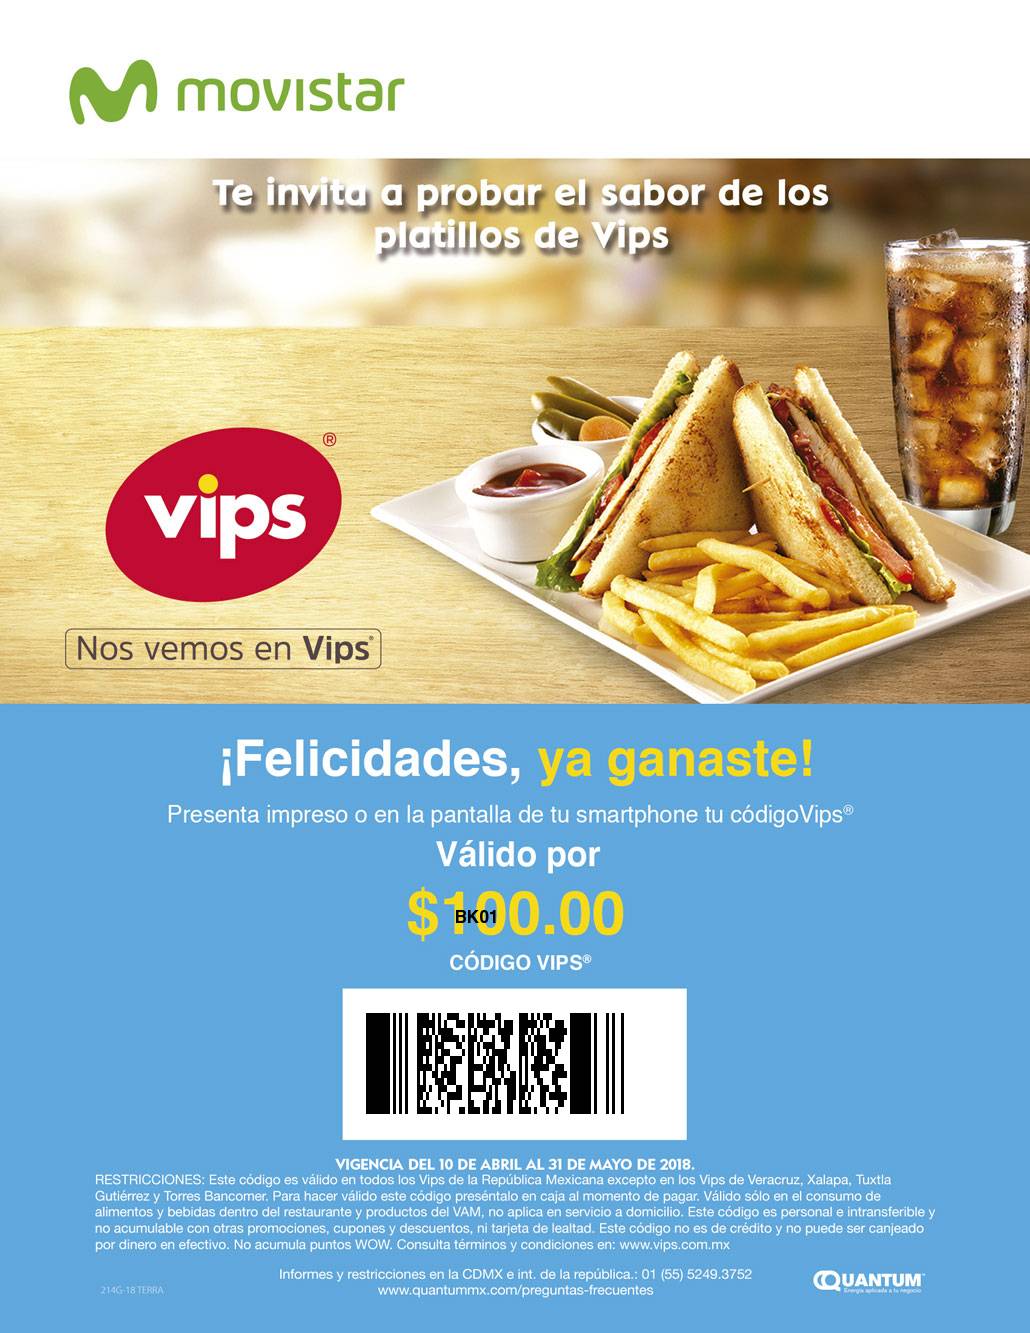 movistar
Te invita a probar el sabor de los
platillos de Vips
vips®
Nos vemos en Vips®
¡Felicidades, ya ganaste!
Presenta impreso o en la pantalla de tu smartphone tu códigoVips®
Válido por
$100.00
BK01
CÓDIGO VIPS®
VIGENCIA DEL 10 DE ABRIL AL 31 DE MAYO DE 2018.
RESTRICCIONES: Este código es válido en todos los Vips de la República Mexicana excepto en los Vips de Veracruz, Xalapa, Tuxtla
Gutiérrez y Torres Bancomer. Para hacer válido este código preséntalo en caja al momento de pagar. Válido sólo en el consumo de
alimentos y bebidas dentro del restaurante y productos del VAM, no aplica en servicio a domicilio. Este código es personal e intransferible y
no acumulable con otras promociones, cupones y descuentos, ni tarjeta de lealtad. Este código no es de crédito y no puede ser canjeado
por dinero en efectivo. No acumula puntos WOW. Consulta términos y condiciones en: www.vips.com.mx
Informes y restricciones en la CDMX e int. de la república.: 01 (55) 5249.3752
www.quantummx.com/preguntas-frecuentes
214G-18 TERRA
QUANTUM
Energía aplicada a tu negocio